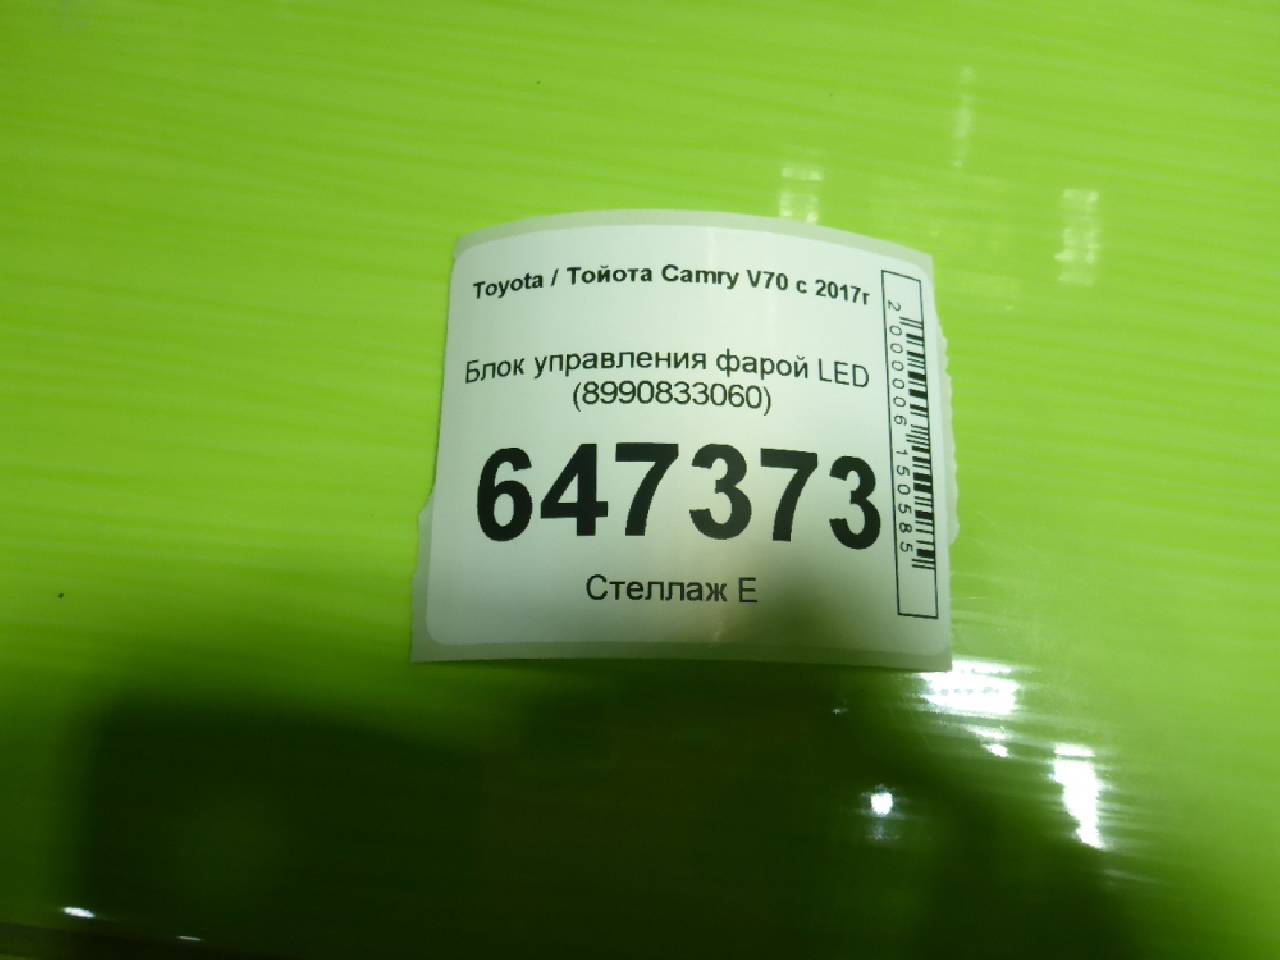 Toyota / Тойота Camry V70 с 2017г
Блок управления фарой LED
(8990833060)
647373
Стеллаж Е
2000006150585